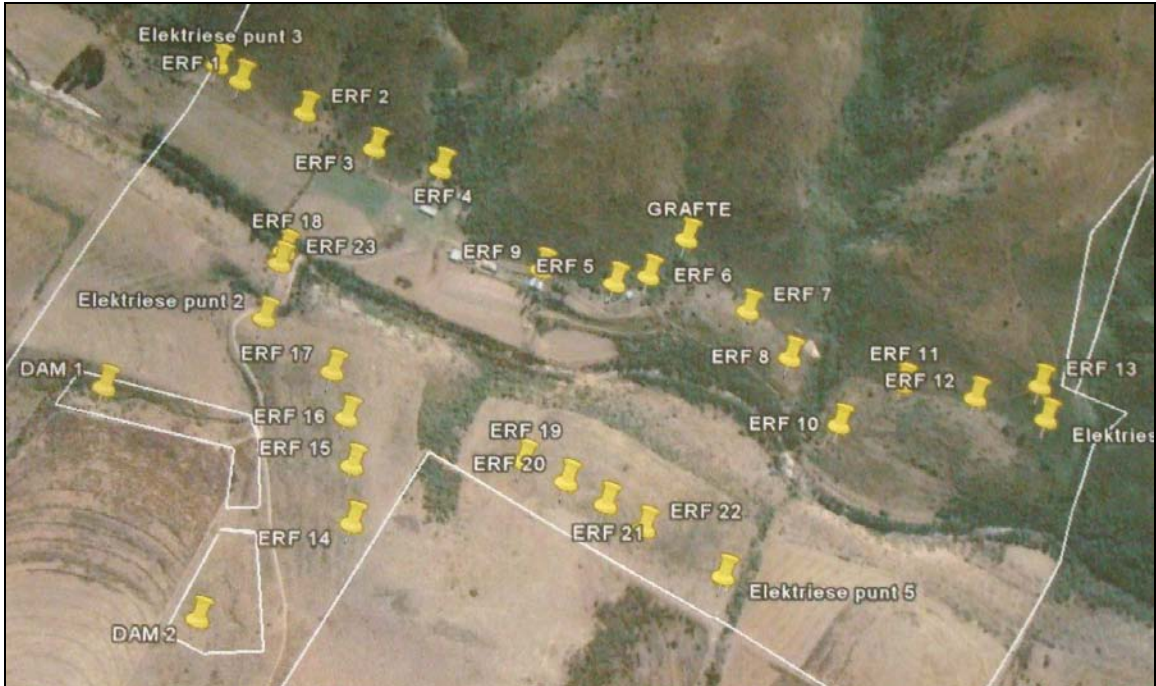 Elektriese punt 3
ERF 1
ERF 2
ERF 3
ERF 4
GRAFTE
ERF 18
ERF 23
ERF 9
ERF 5
ERF 6
Elektriese punt 2
ERF 7
ERF 17
ERF 8
ERF 11
DAM 1
ERF 12
ERF 13
ERF 16
ERF 10
ERF 19
Elektries
ERF 15
ERF 20
ERF 22
ERF 21
ERF 14
Elektriese punt 5
DAM 2